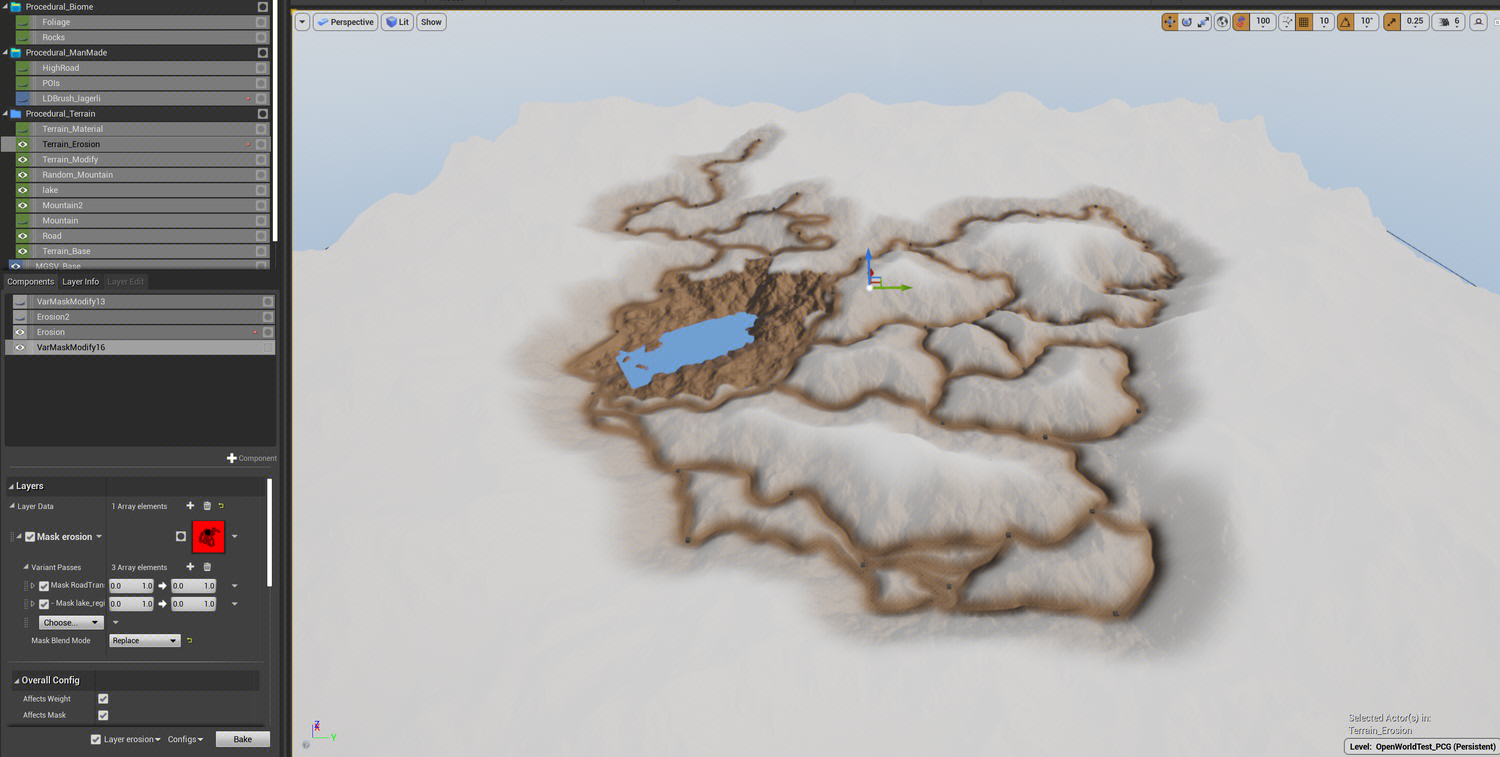 Procedural_Biome
Foliage
Rocks
Procedural_ManMade
HighRoad
POIs
LDBrush_lagerli
Procedural_Terrain
Terrain_Material
Terrain_Erosion
Terrain_Modify
Random_Mountain
lake
Mountain2
Mountain
Road
Terrain_Base
MGSV_Base
Components Layer Info Layer Edit
VarMaskModify13
Erosion2
Erosion
VarMaskModify16
Component
Layers
Layer Data 1 Array elements
Mask erosion
Variant Passes 3 Array elements
Mask RoadTran 0.0 1.0 0.0 1.0
- Mask lake_regi 0.0 1.0 0.0 1.0
Choose...
Mask Blend Mode Replace
Overall Config
Affects Weight
Affects Mask
Layer erosion Configs Bake
Perspective Lit Show
100 10 10° 0.25 6
Z
X
Y
Selected Actor(s) in:
Terrain_Erosion
Level: OpenWorldTest_PCG (Persistent)